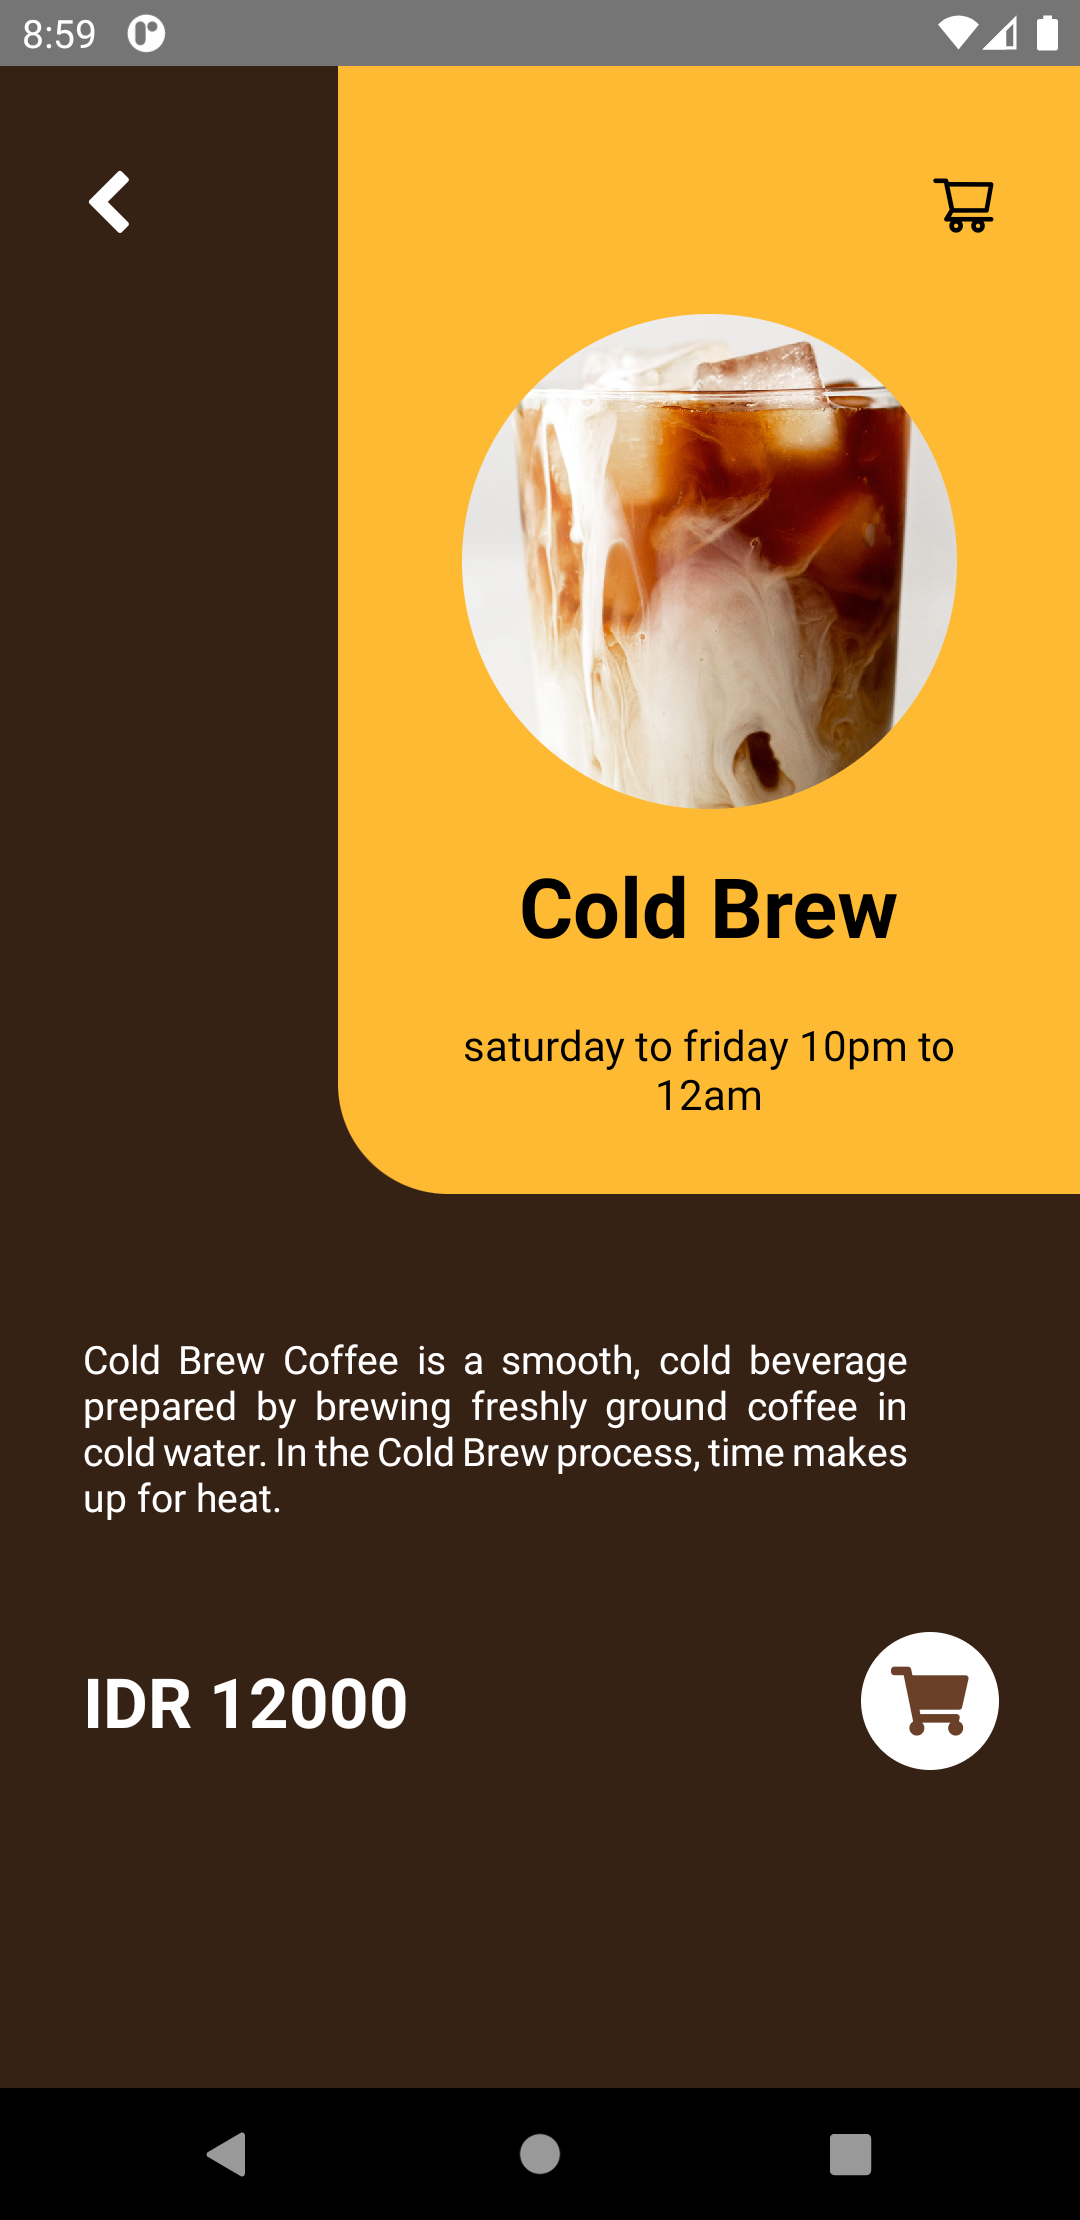 8:59
Cold Brew
saturday to friday 10pm to
12am
Cold Brew Coffee is a smooth, cold beverage
prepared by brewing freshly ground coffee in
cold water. In the Cold Brew process, time makes
up for heat.
IDR 12000